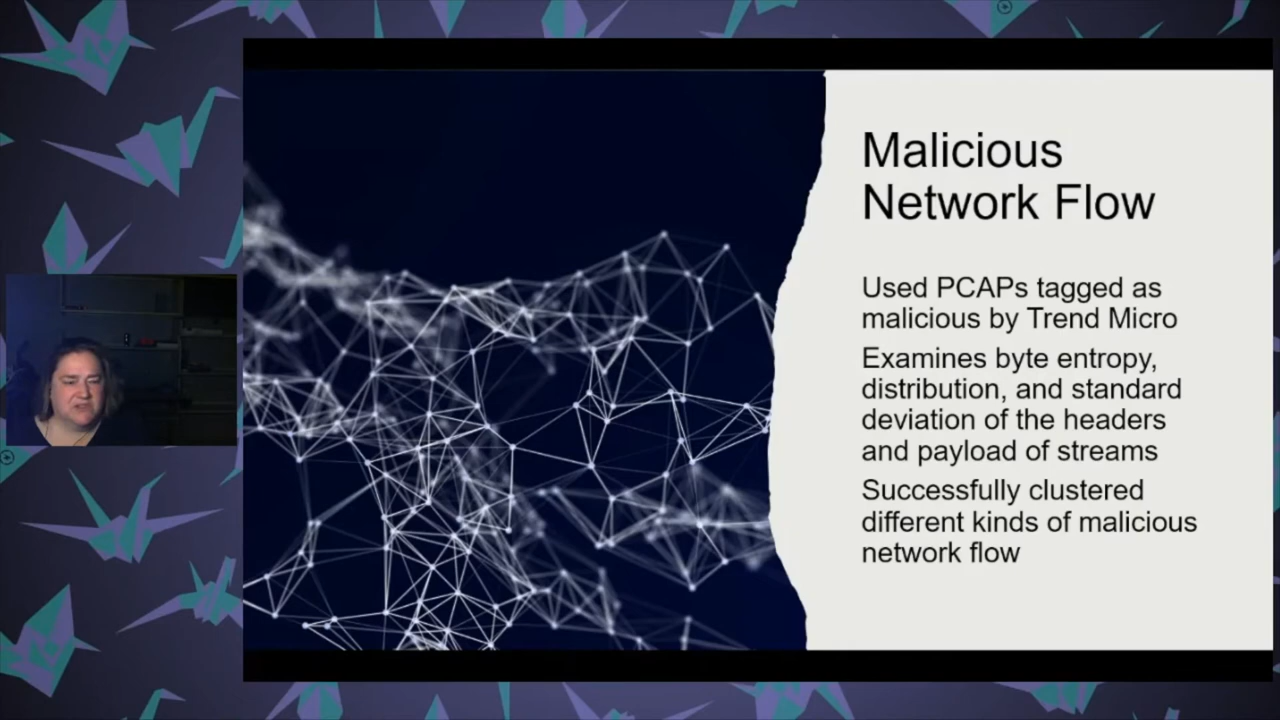 Malicious
Network Flow
Used PCAPs tagged as
malicious by Trend Micro
Examines byte entropy,
distribution, and standard
deviation of the headers
and payload of streams
Successfully clustered
different kinds of malicious
network flow